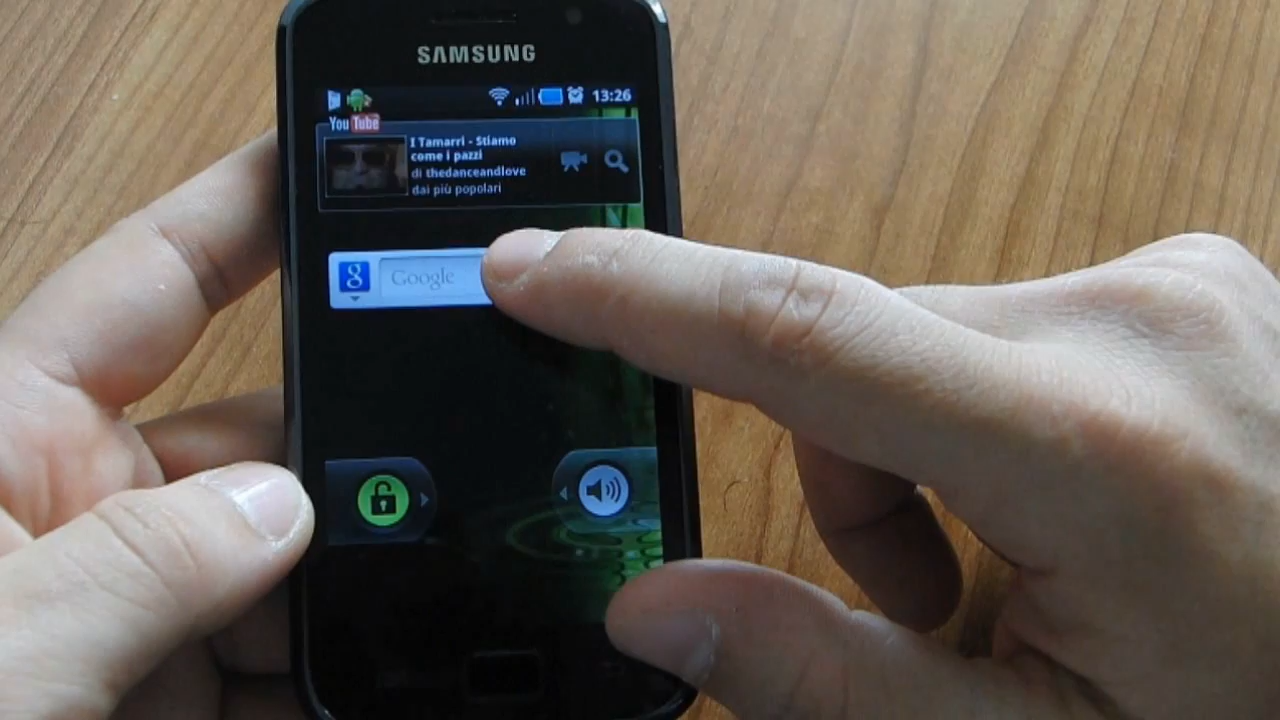 SAMSUNG
13:26
YouTube
I Tamarri - Stiamo
come i pazzi
di thedanceandlove
dai più popolari
g Google